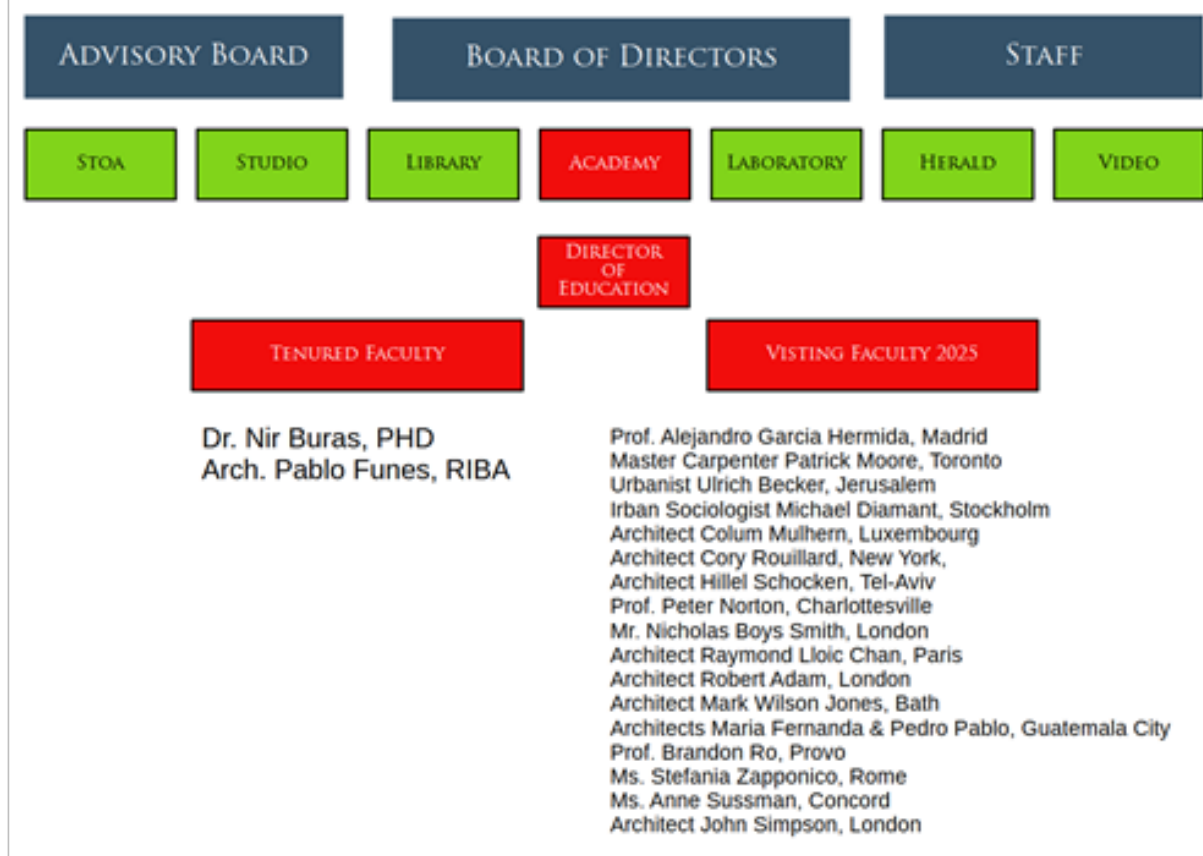 ADVISORY BOARD
BOARD OF DIRECTORS
STAFF
STOA
STUDIO
LIBRARY
ACADEMY
LABORATORY
HERALD
VIDEO
DIRECTOR
OF
EDUCATION
TENURED FACULTY
VISTING FACULTY 2025
Dr. Nir Buras, PHD
Arch. Pablo Funes, RIBA
Prof. Alejandro Garcia Hermida, Madrid
Master Carpenter Patrick Moore, Toronto
Urbanist Ulrich Becker, Jerusalem
Irban Sociologist Michael Diamant, Stockholm
Architect Colum Mulhern, Luxembourg
Architect Cory Rouillard, New York,
Architect Hillel Schocken, Tel-Aviv
Prof. Peter Norton, Charlottesville
Mr. Nicholas Boys Smith, London
Architect Raymond Lloic Chan, Paris
Architect Robert Adam, London
Architect Mark Wilson Jones, Bath
Architects Maria Fernanda & Pedro Pablo, Guatemala City
Prof. Brandon Ro, Provo
Ms. Stefania Zapponico, Rome
Ms. Anne Sussman, Concord
Architect John Simpson, London